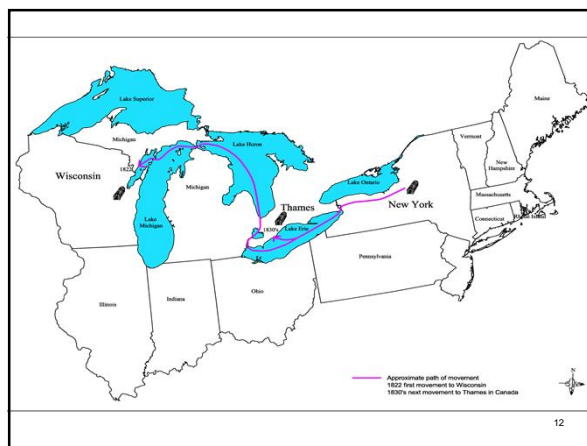 Lake Superior
Maine
Michigan
Lake Huron
Vermont
1822
New
Hampshire
Wisconsin
Lake Ontario
Michigan
Massachusetts
Thames
New York
Connecticut
Rhode Island
Lake
Michigan
1830's
Lake Erie
Pennsylvania
Ohio
Illinois
Indiana
Approximate path of movement
1822 first movement to Wisconsin
1830's next movement to Thames in Canada
N
12